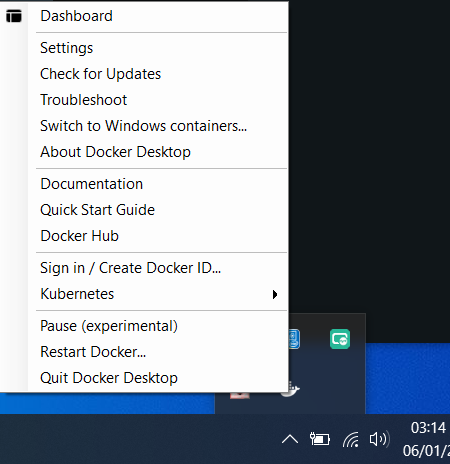 Dashboard
Settings
Check for Updates
Troubleshoot
Switch to Windows containers...
About Docker Desktop
Documentation
Quick Start Guide
Docker Hub
Sign in / Create Docker ID...
Kubernetes
Pause (experimental)
Restart Docker...
Quit Docker Desktop
03:14
06/01/2